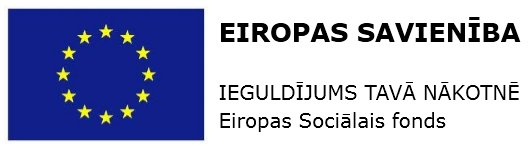 EIROPAS SAVIENĪBA
IEGULDĪJUMS TAVĀ NĀKOTNĒ
Eiropas Sociālais fonds